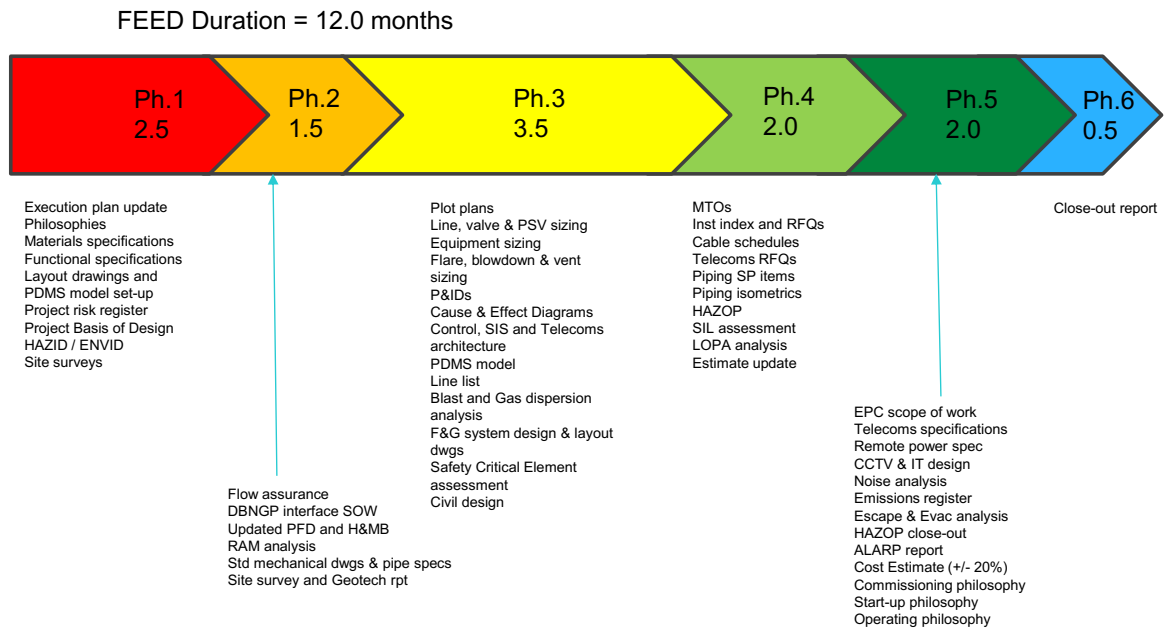 FEED Duration = 12.0 months
Ph.1
2.5
Ph.2
1.5
Ph.3
3.5
Ph.4
2.0
Ph.5
2.0
Ph.6
0.5
Execution plan update
Philosophies
Materials specifications
Functional specifications
Layout drawings and
PDMS model set-up
Project risk register
Project Basis of Design
HAZID / ENVID
Site surveys
Flow assurance
DBNGP interface SOW
Updated PFD and H&MB
RAM analysis
Std mechanical dwgs & pipe specs
Site survey and Geotech rpt
Plot plans
Line, valve & PSV sizing
Equipment sizing
Flare, blowdown & vent
sizing
P&IDs
Cause & Effect Diagrams
Control, SIS and Telecoms
architecture
PDMS model
Line list
Blast and Gas dispersion
analysis
F&G system design & layout
dwgs
Safety Critical Element
assessment
Civil design
MTOs
Inst index and RFQs
Cable schedules
Telecoms RFQs
Piping SP items
Piping isometrics
HAZOP
SIL assessment
LOPA analysis
Estimate update
EPC scope of work
Telecoms specifications
Remote power spec
CCTV & IT design
Noise analysis
Emissions register
Escape & Evac analysis
HAZOP close-out
ALARP report
Cost Estimate (+/- 20%)
Commissioning philosophy
Start-up philosophy
Operating philosophy
Close-out report